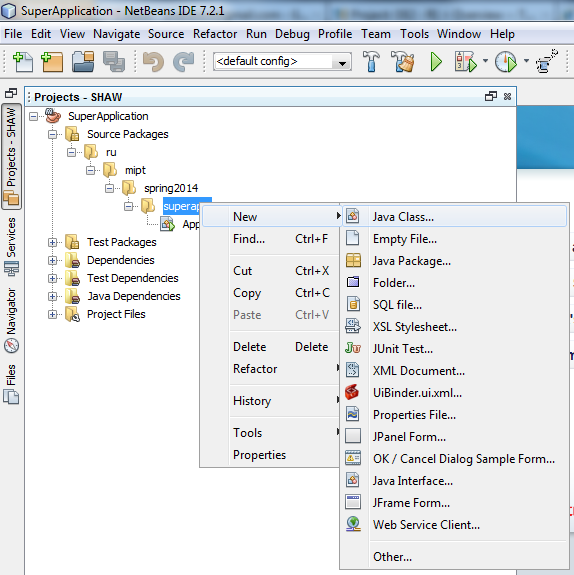 SuperApplication - NetBeans IDE 7.2.1
File Edit View Navigate Source Refactor Run Debug Profile Team Tools Window Help
<default config>
Projects - SHAW
Projects - SHAW
Services
Navigator
Files
SuperApplication
Source Packages
ru
mipt
spring2014
superap
App
Test Packages
Dependencies
Test Dependencies
Java Dependencies
Project Files
New
Find... Ctrl+F
Cut Ctrl+X
Copy Ctrl+C
Paste Ctrl+V
Delete Delete
Refactor
History
Tools
Properties
Java Class...
Empty File...
Java Package...
Folder...
SQL file...
XSL Stylesheet...
JUnit Test...
XML Document...
UiBinder.ui.xml...
Properties File...
JPanel Form...
OK / Cancel Dialog Sample Form...
Java Interface...
JFrame Form...
Web Service Client...
Other...